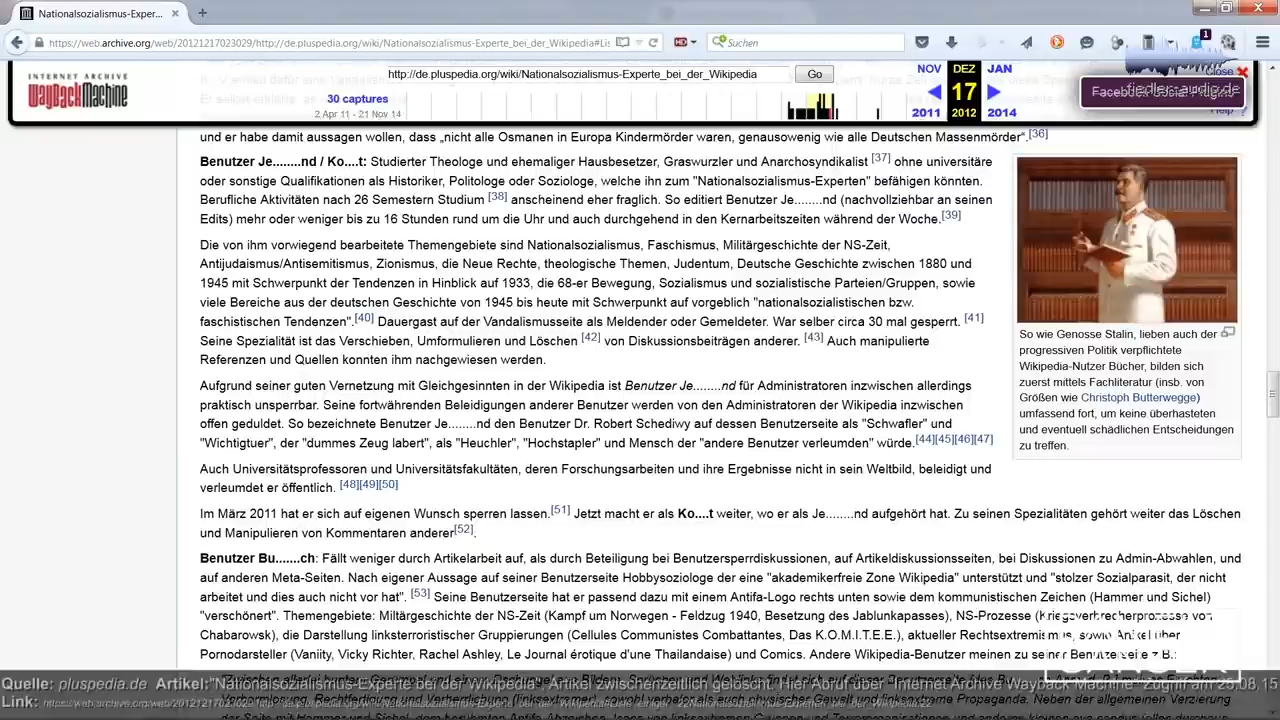 Nationalsozialismus-Exper...
https://web.archive.org/web/20121217023029/http://de.pluspedia.org/wiki/Nationalsozialismus-Experte_bei_der_Wikipedia#Lis
Suchen
1
INTERNET ARCHIVE
WayBackMachine
http://de.pluspedia.org/wiki/Nationalsozialismus-Experte_bei_der_Wikipedia
Go
NOV DEZ JAN
Close
30 captures
17
fiedler-audio.de
2 Apr 11 - 21 Nov 14
2011 2012 2014
Help ?
und er habe damit aussagen wollen, dass „nicht alle Osmanen in Europa Kindermörder waren, genausowenig wie alle Deutschen Massenmörder“.[36]
Benutzer Je........nd / Ko....t: Studierter Theologe und ehemaliger Hausbesetzer, Graswurzler und Anarchosyndikalist [37] ohne universitäre
oder sonstige Qualifikationen als Historiker, Politologe oder Soziologe, welche ihn zum "Nationalsozialismus-Experten" befähigen könnten.
Berufliche Aktivitäten nach 26 Semestern Studium [38] anscheinend eher fraglich. So editiert Benutzer Je........nd (nachvollziehbar an seinen
Edits) mehr oder weniger bis zu 16 Stunden rund um die Uhr und auch durchgehend in den Kernarbeitszeiten während der Woche.[39]
Die von ihm vorwiegend bearbeitete Themengebiete sind Nationalsozialismus, Faschismus, Militärgeschichte der NS-Zeit,
Antijudaismus/Antisemitismus, Zionismus, die Neue Rechte, theologische Themen, Judentum, Deutsche Geschichte zwischen 1880 und
1945 mit Schwerpunkt der Tendenzen in Hinblick auf 1933, die 68-er Bewegung, Sozialismus und sozialistische Parteien/Gruppen, sowie
viele Bereiche aus der deutschen Geschichte von 1945 bis heute mit Schwerpunkt auf vorgeblich "nationalsozialistischen bzw.
faschistischen Tendenzen".[40] Dauergast auf der Vandalismusseite als Meldender oder Gemeldeter. War selber circa 30 mal gesperrt. [41]
Seine Spezialität ist das Verschieben, Umformulieren und Löschen [42] von Diskussionsbeiträgen anderer. [43] Auch manipulierte
Referenzen und Quellen konnten ihm nachgewiesen werden.
So wie Genosse Stalin, lieben auch der
progressiven Politik verpflichtete
Wikipedia-Nutzer Bücher, bilden sich
zuerst mittels Fachliteratur (insb. von
Größen wie Christoph Butterwegge)
umfassend fort, um keine überhasteten
und eventuell schädlichen Entscheidungen
zu treffen.
Aufgrund seiner guten Vernetzung mit Gleichgesinnten in der Wikipedia ist Benutzer Je........nd für Administratoren inzwischen allerdings
praktisch unsperrbar. Seine fortwährenden Beleidigungen anderer Benutzer werden von den Administratoren der Wikipedia inzwischen
offen geduldet. So bezeichnete Benutzer Je........nd den Benutzer Dr. Robert Schediwy auf dessen Benutzerseite als "Schwafler" und
"Wichtigtuer", der "dummes Zeug labert", als "Heuchler", "Hochstapler" und Mensch der "andere Benutzer verleumden" würde.[44][45][46][47]
Auch Universitätsprofessoren und Universitätsfakultäten, deren Forschungsarbeiten und ihre Ergebnisse nicht in sein Weltbild, beleidigt und
verleumdet er öffentlich. [48][49][50]
Im März 2011 hat er sich auf eigenen Wunsch sperren lassen.[51] Jetzt macht er als Ko....t weiter, wo er als Je........nd aufgehört hat. Zu seinen Spezialitäten gehört weiter das Löschen
und Manipulieren von Kommentaren anderer[52].
Benutzer Bu.......ch: Fällt weniger durch Artikelarbeit auf, als durch Beteiligung bei Benutzersperrdiskussionen, auf Artikeldiskussionsseiten, bei Diskussionen zu Admin-Abwahlen, und
auf anderen Meta-Seiten. Nach eigener Aussage auf seiner Benutzerseite Hobbysoziologe der eine "akademikerfreie Zone Wikipedia" unterstützt und "stolzer Sozialparasit, der nicht
arbeitet und dies auch nicht vor hat". [53] Seine Benutzerseite hat er passend dazu mit einem Antifa-Logo rechts unten sowie dem kommunistischen Zeichen (Hammer und Sichel)
"verschönert". Themengebiete: Miltärgeschichte der NS-Zeit (Kampf um Norwegen - Feldzug 1940, Besetzung des Jablunkapasses), NS-Prozesse (Kriegsverbrecherprozesse von
Chabarowsk), die Darstellung linksterroristischer Gruppierungen (Cellules Communistes Combattantes, Das K.O.M.I.T.E.E.), aktueller Rechtsextremismus, sowie Artikel über
Pornodarsteller (Vaniity, Vicky Richter, Rachel Ashley, Le Journal érotique d'une Thailandaise) und Comics. Andere Wikipedia-Benutzer meinen zu seiner Benutzerseite z.B.:
Quelle: pluspedia.de Artikel:"Nationalsozialismus-Experte bei der wikipedia", Artikel zwischenzeitlich gelöscht. Hier Abruf über "Internet Archive Wayback Machine" Zugriff am 25.08.15
Link: